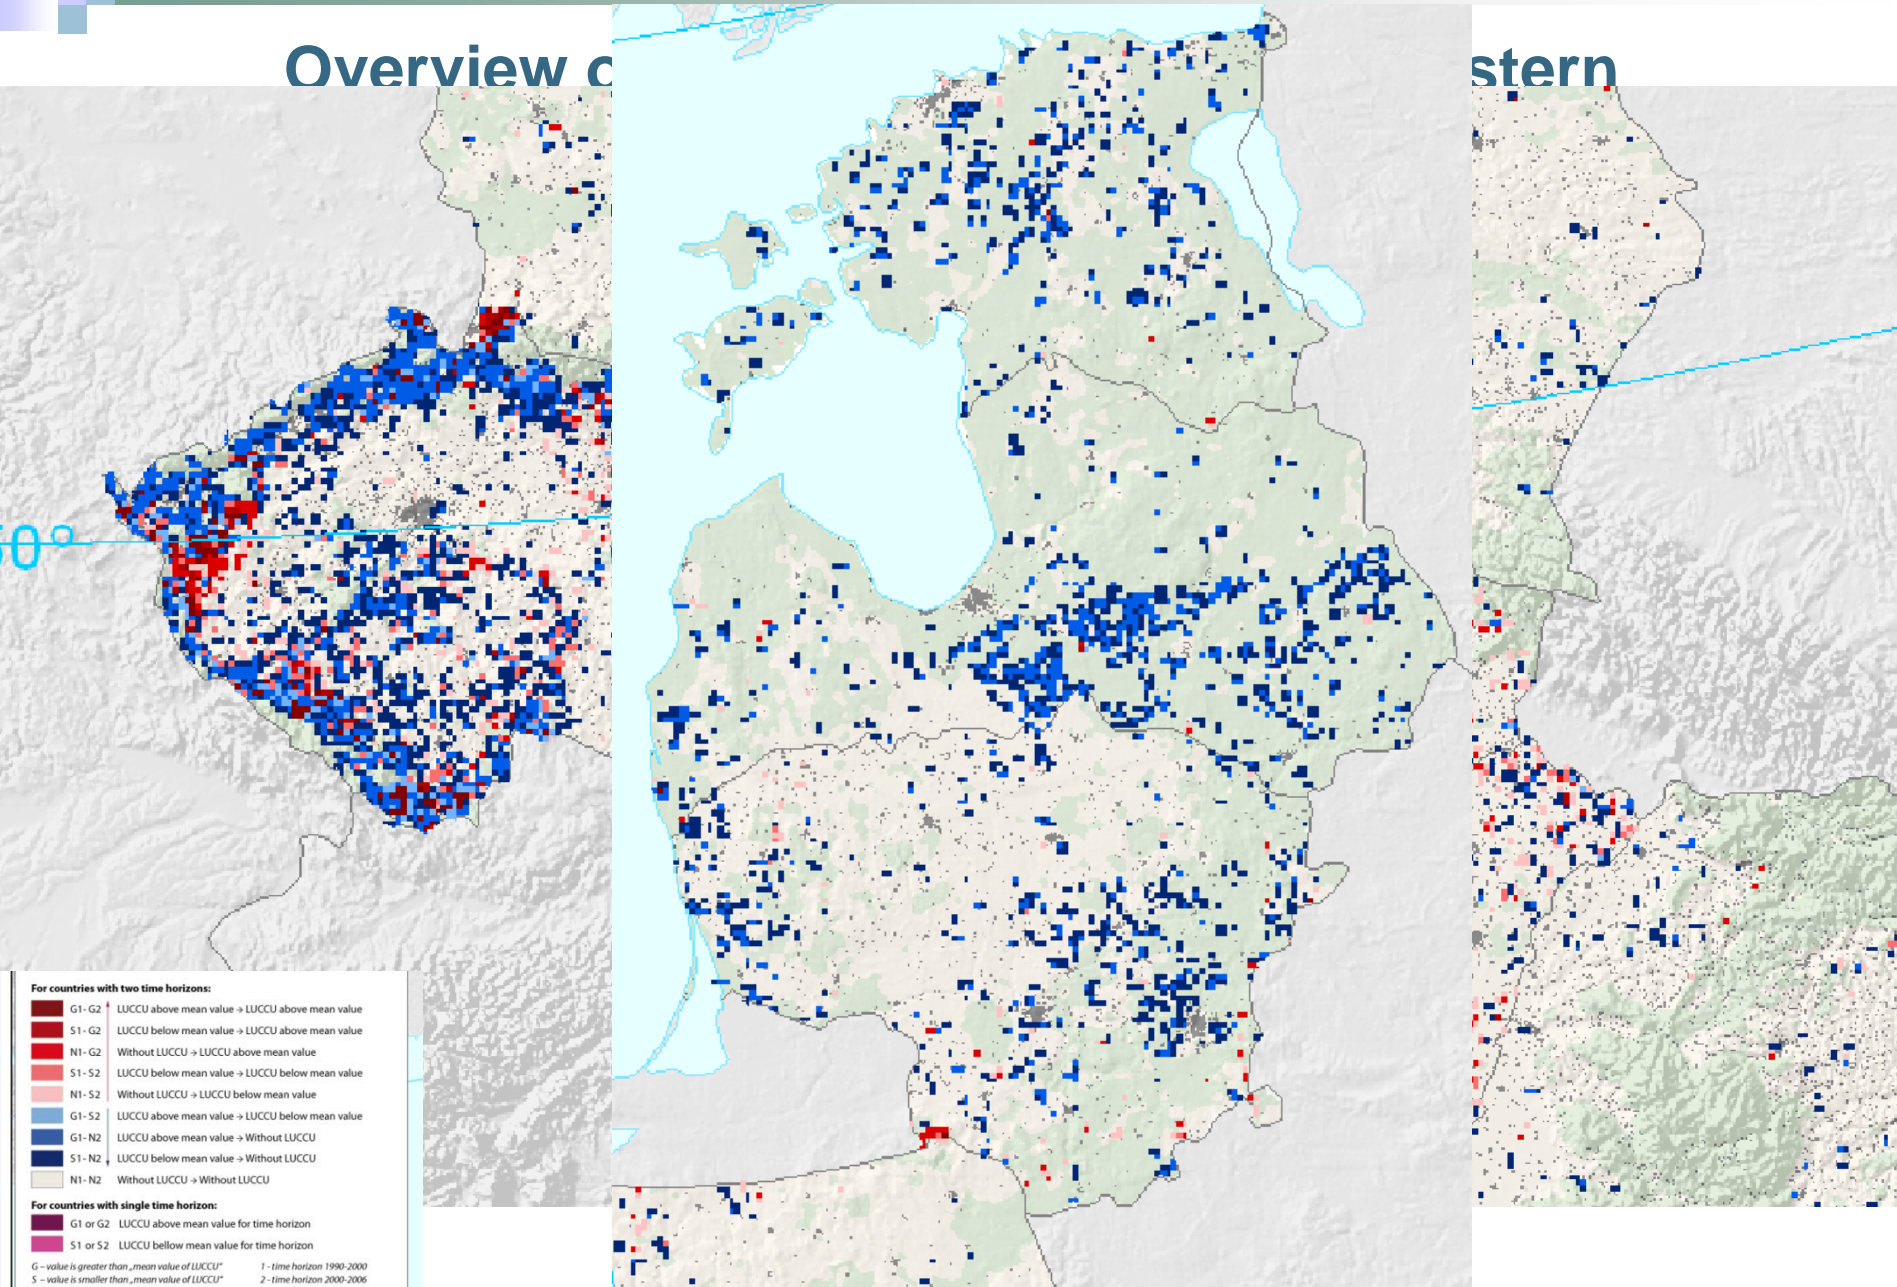 Overview
stern
50°
For countries with two time horizons:
G1- G2 LUCCU above mean value → LUCCU above mean value
S1- G2 LUCCU below mean value → LUCCU above mean value
N1- G2 Without LUCCU → LUCCU above mean value
S1- S2 LUCCU below mean value → LUCCU below mean value
N1- S2 Without LUCCU → LUCCU below mean value
G1- S2 LUCCU above mean value → LUCCU below mean value
G1- N2 LUCCU above mean value → Without LUCCU
S1- N2 LUCCU below mean value → Without LUCCU
N1- N2 Without LUCCU → Without LUCCU
For countries with single time horizon:
G1 or G2 LUCCU above mean value for time horizon
S1 or S2 LUCCU bellow mean value for time horizon
G – value is greater than „mean value of LUCCU" 1 - time horizon 1990-2000
S – value is smaller than „mean value of LUCCU" 2 - time horizon 2000-2006